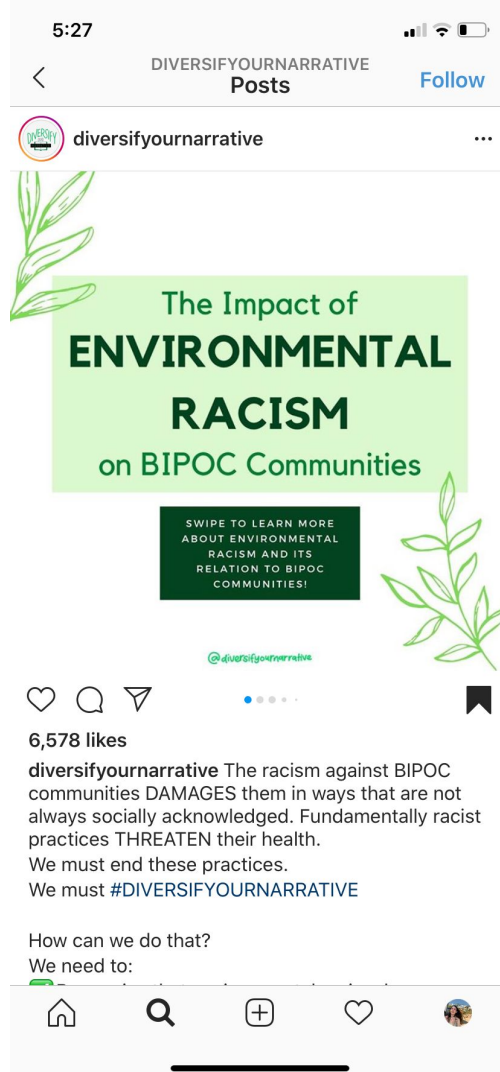 5:27
DIVERSIFYOURNARRATIVE
Posts
Follow
DIVERSIFY
diversifyournarrative
The Impact of
ENVIRONMENTAL
RACISM
on BIPOC Communities
SWIPE TO LEARN MORE
ABOUT ENVIRONMENTAL
RACISM AND ITS
RELATION TO BIPOC
COMMUNITIES!
@diversifyournarrative
6,578 likes
diversifyournarrative The racism against BIPOC
communities DAMAGES them in ways that are not
always socially acknowledged. Fundamentally racist
practices THREATEN their health.
We must end these practices.
We must #DIVERSIFYOURNARRATIVE
How can we do that?
We need to: